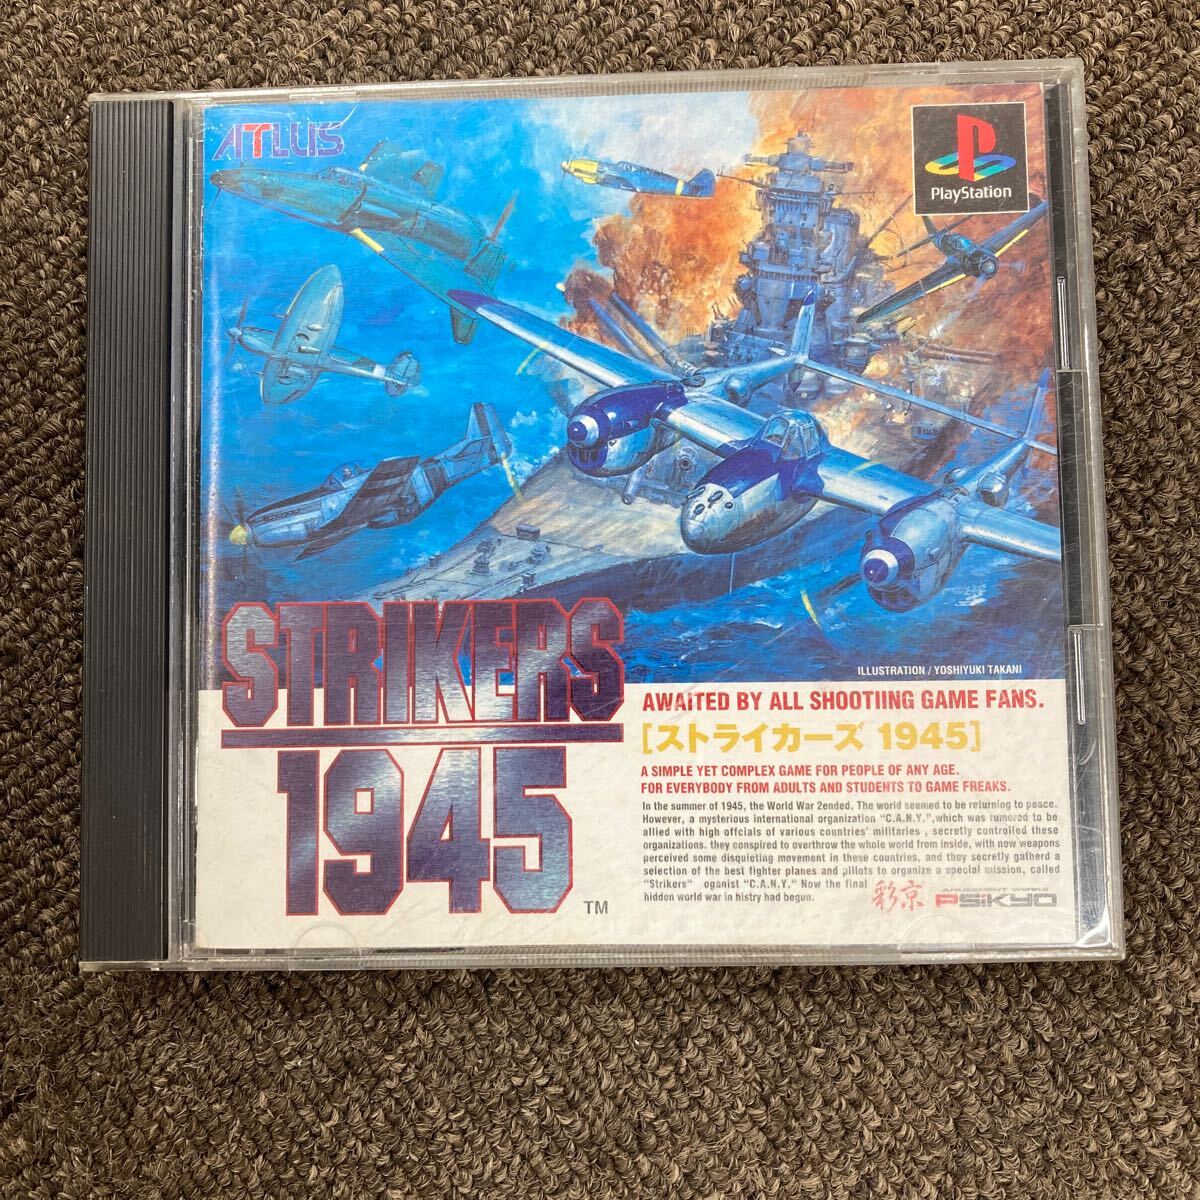 ATLUS
PlayStation
ILLUSTRATION / YOSHIYUKI TAKANI
STRIKERS
1945
TM
AWAITED BY ALL SHOOTIING GAME FANS.
[ストライカーズ 1945]
A SIMPLE YET COMPLEX GAME FOR PEOPLE OF ANY AGE.
FOR EVERYBODY FROM ADULTS AND STUDENTS TO GAME FREAKS.
In the summer of 1945, the World War 2ended. The world seemed to be returning to peace.
However, a mysterious international organization "C.A.N.Y.",which was rumored to be
allied with high offcials of various countries' militaries , secretly controlled these
organizations. they conspired to overthrow the whole world from inside, with new weapons
perceived some disquieting movement in these countries, and they secretly gatherd a
selection of the best fighter planes and pillots to organize a special mission, called
"Strikers" oganist "C.A.N.Y." Now the final
hidden world war in histry had begun.
彩京
AMUSEMENT WORKS
PSiKYO